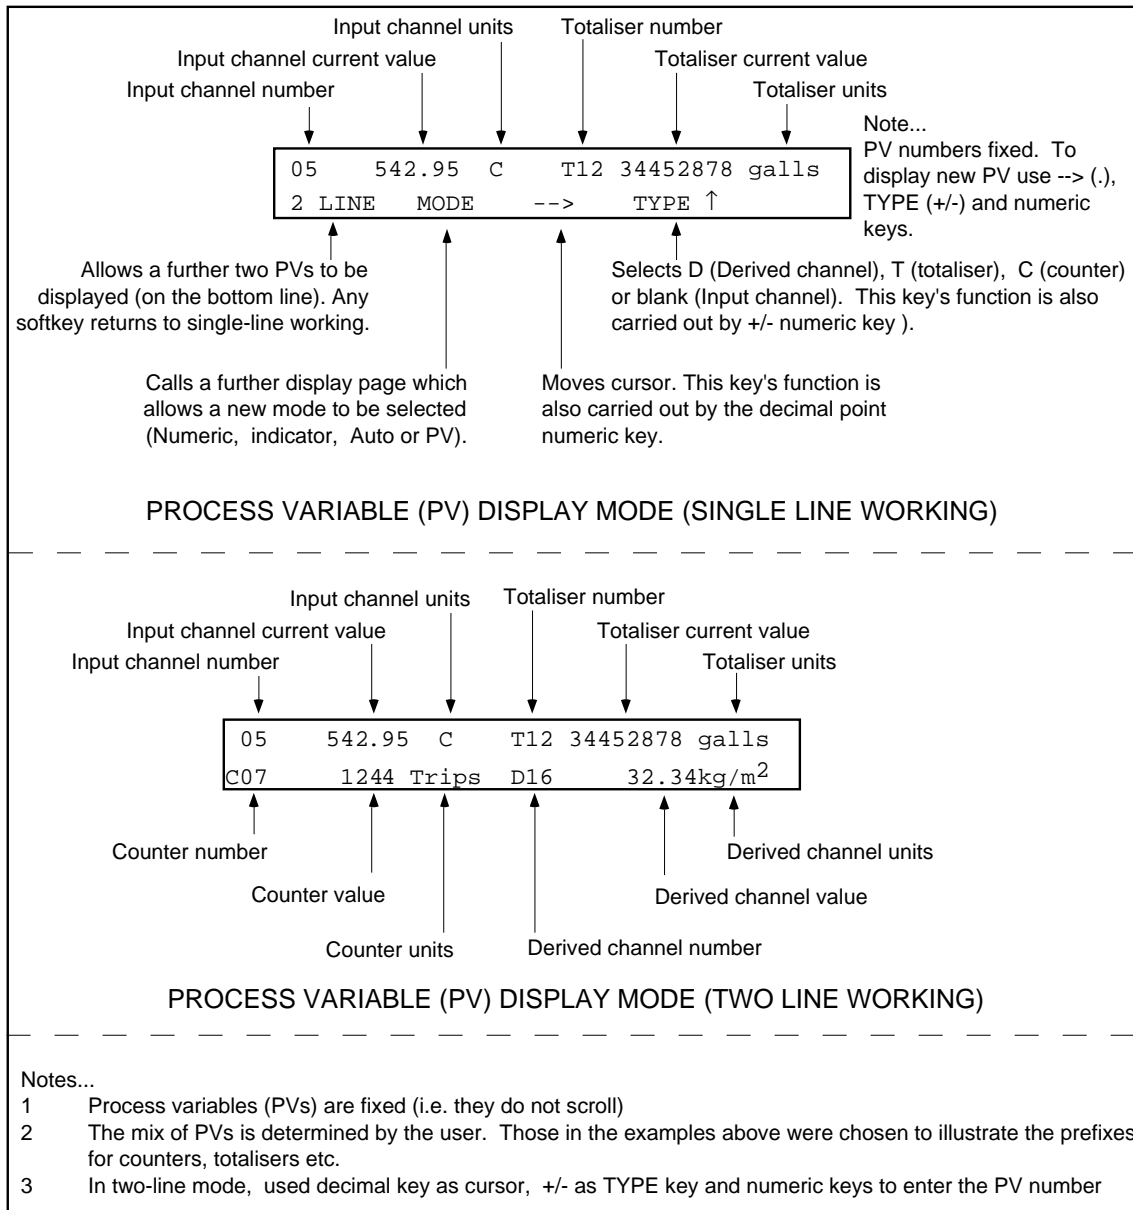 Input channel units Totaliser number
Input channel current value Totaliser current value
Input channel number Totaliser units
Note...
PV numbers fixed. To
display new PV use --> (.),
TYPE (+/-) and numeric
keys.
05 542.95 C T12 34452878 galls
2 LINE MODE --> TYPE ↑
Allows a further two PVs to be
displayed (on the bottom line). Any
softkey returns to single-line working.
Selects D (Derived channel), T (totaliser), C (counter)
or blank (Input channel). This key's function is also
carried out by +/- numeric key ).
Calls a further display page which
allows a new mode to be selected
(Numeric, indicator, Auto or PV).
Moves cursor. This key's function is
also carried out by the decimal point
numeric key.
PROCESS VARIABLE (PV) DISPLAY MODE (SINGLE LINE WORKING)
Input channel units Totaliser number
Input channel current value Totaliser current value
Input channel number Totaliser units
05 542.95 C T12 34452878 galls
C07 1244 Trips D16 32.34kg/m²
Counter number Derived channel units
Counter value Derived channel value
Counter units Derived channel number
PROCESS VARIABLE (PV) DISPLAY MODE (TWO LINE WORKING)
Notes...
1 Process variables (PVs) are fixed (i.e. they do not scroll)
2 The mix of PVs is determined by the user. Those in the examples above were chosen to illustrate the prefixes
for counters, totalisers etc.
3 In two-line mode, used decimal key as cursor, +/- as TYPE key and numeric keys to enter the PV number